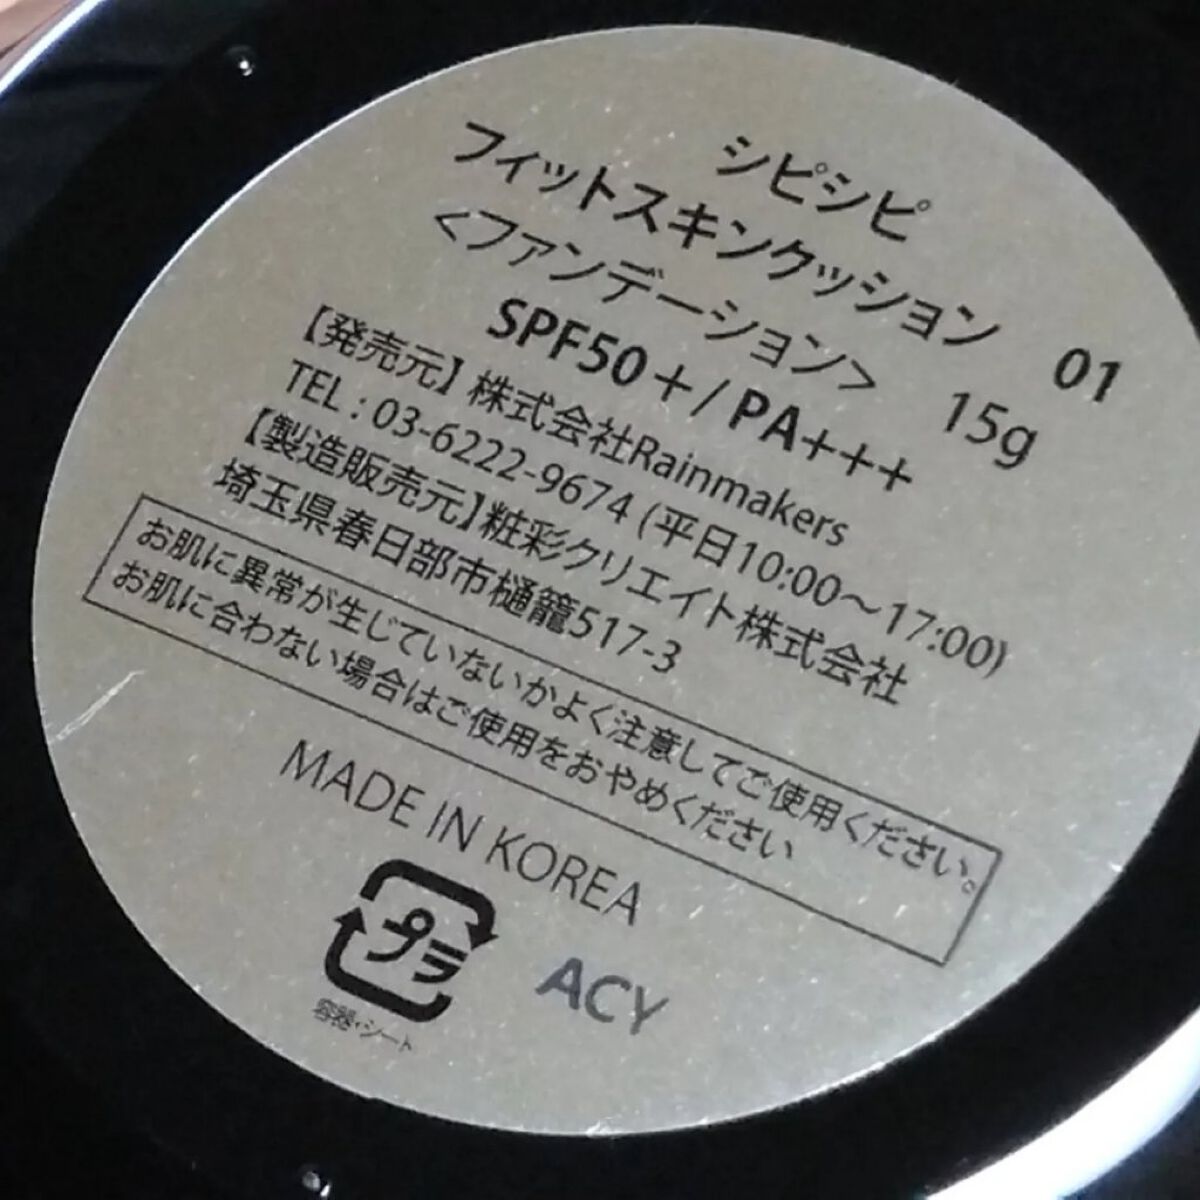 シピシピ
フィットスキンクッション 01
<ファンデーション> 15g
SPF50+/PA+++
【発売元】株式会社Rainmakers
TEL:03-6222-9674(平日10:00~17:00)
【製造販売元】粧彩クリエイト株式会社
埼玉県春日部市樋籠517-3
お肌に異常が生じていないかよく注意してご使用ください。
お肌に合わない場合はご使用をおやめください
MADE IN KOREA
プラ
容器・シート
ACY